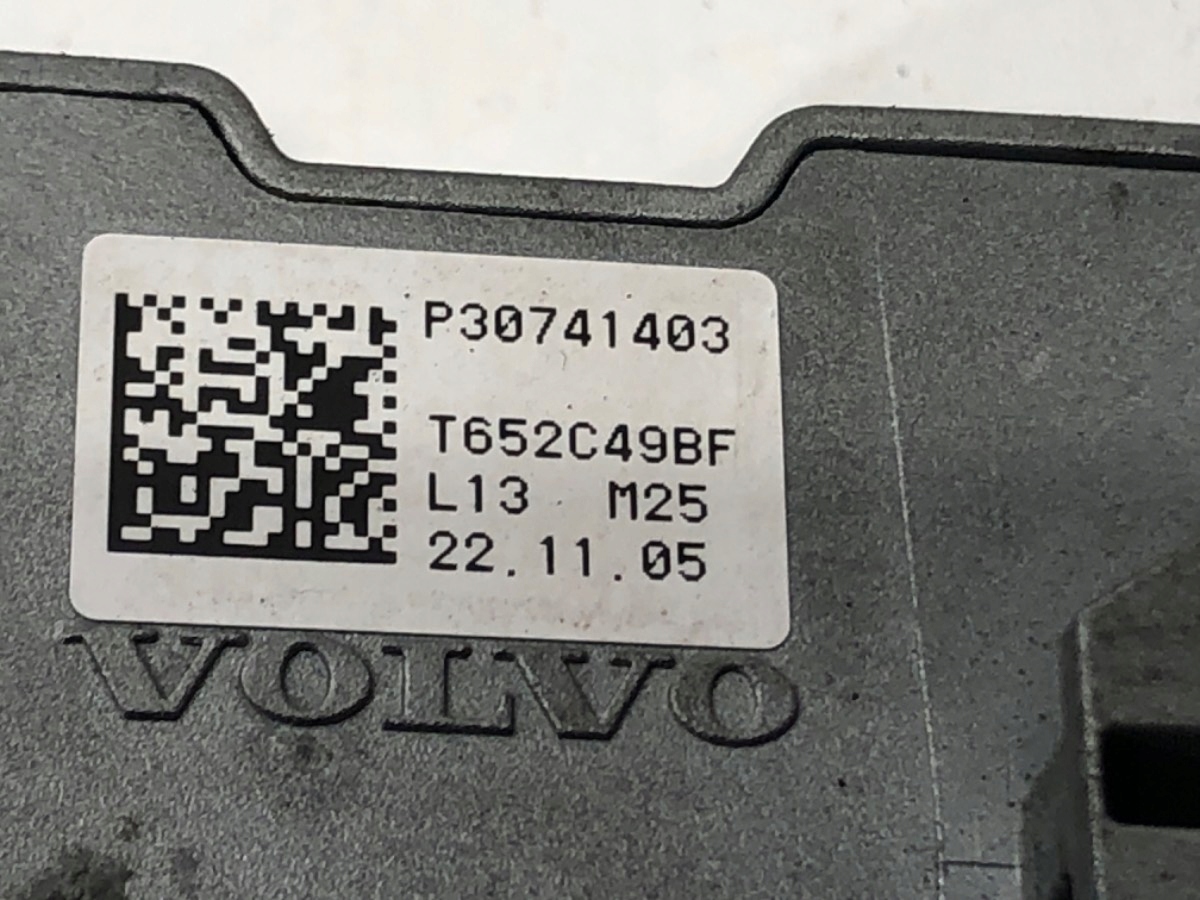 P30741403
T652C49BF
L13 M25
22.11.05
VOLVO